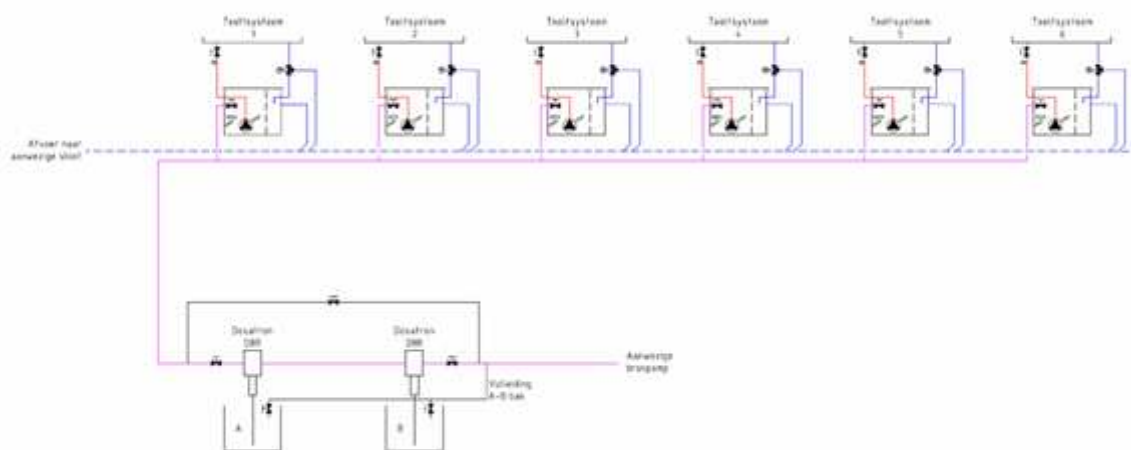 Teeltsysteem
1
Teeltsysteem
2
Teeltsysteem
3
Teeltsysteem
4
Teeltsysteem
5
Teeltsysteem
6
Afvoer naar
aanwezige
Dosatron
Dosatron
Aanwezige
bronpomp
Vulleiding
A-B bak
A
B